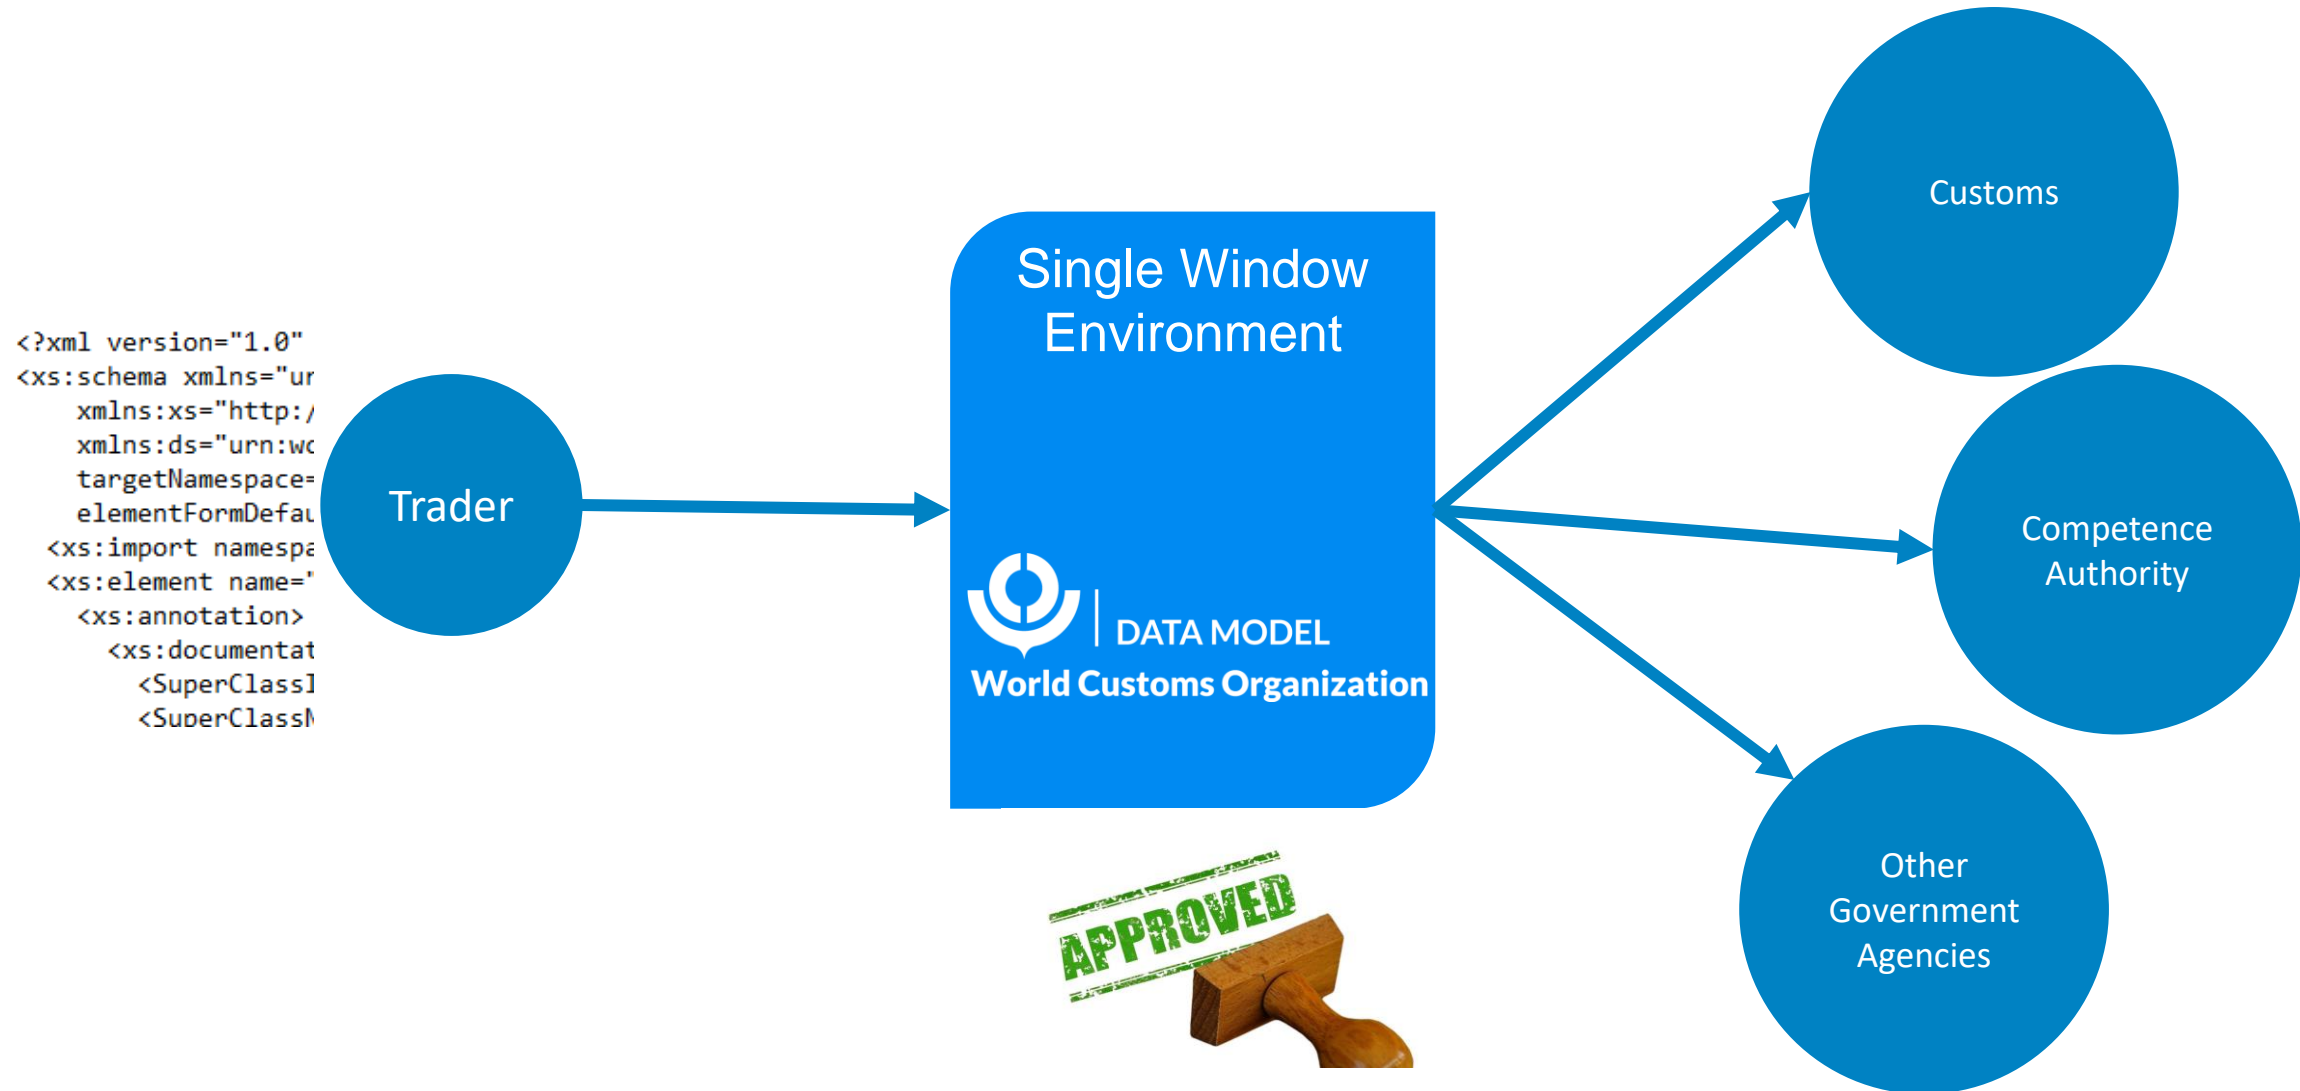 <?xml version="1.0"
<xs:schema xmlns="ur
xmlns:xs="http:/
xmlns:ds="urn:wc
targetNamespace=
elementFormDefau
<xs:import namespa
<xs:element name="
<xs:annotation>
<xs:documentat
<SuperClassI
<SuperClassN
Trader
Single Window
Environment
DATA MODEL
World Customs Organization
APPROVED
Customs
Competence
Authority
Other
Government
Agencies